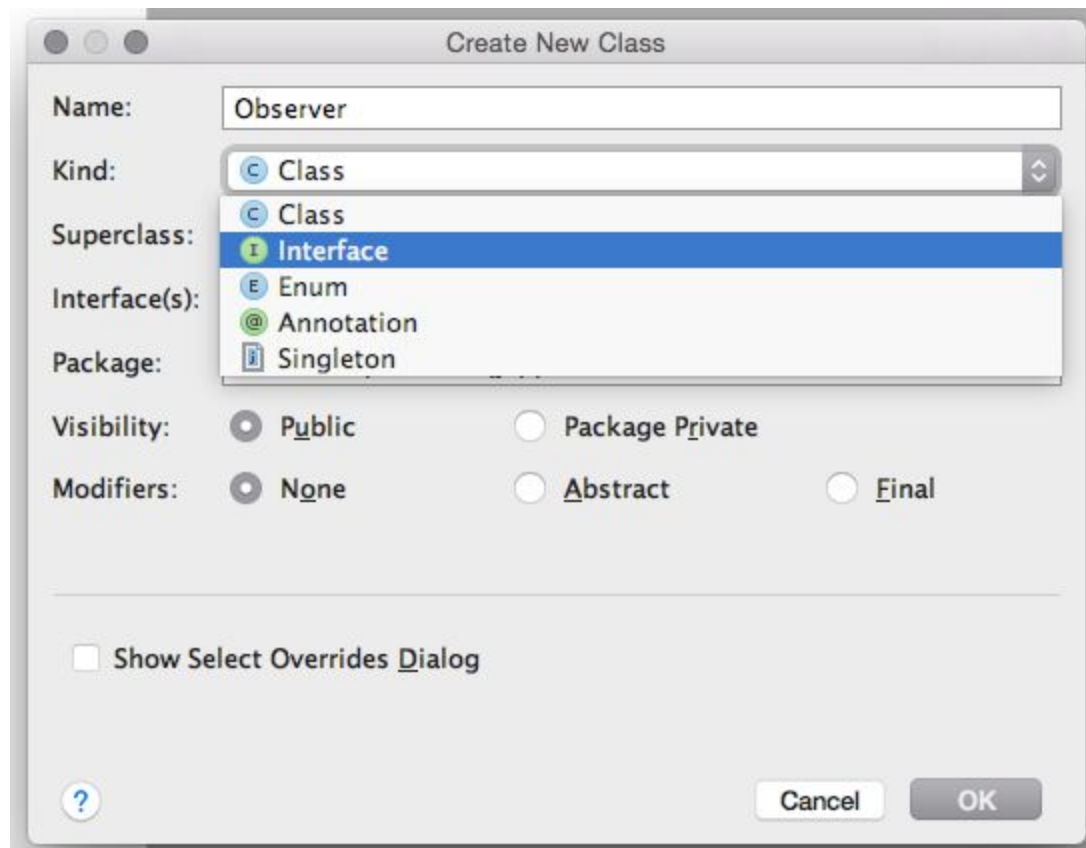 Create New Class
Name: Observer
Kind: C Class
C Class
Superclass:
I Interface
E Enum
Interface(s):
@ Annotation
Package:
j Singleton
Visibility: Public Package Private
Modifiers: None Abstract Final
Show Select Overrides Dialog
? Cancel OK